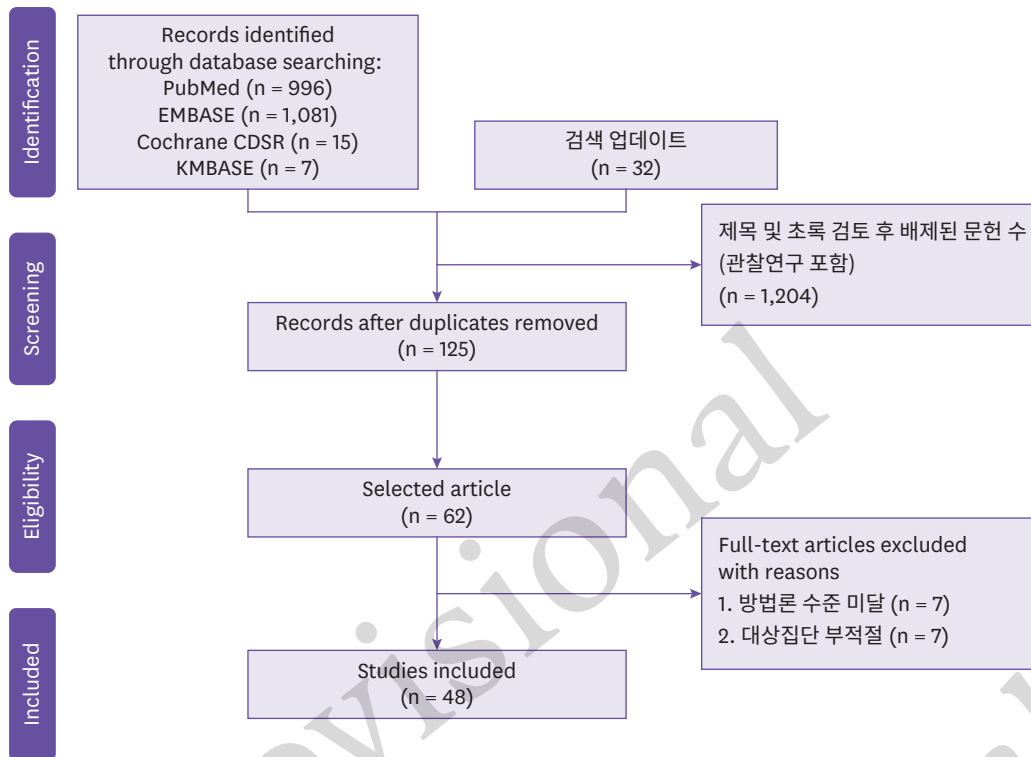 Identification
Records identified
through database searching:
PubMed (n = 996)
EMBASE (n = 1,081)
Cochrane CDSR (n = 15)
KMBASE (n = 7)
검색 업데이트
(n = 32)
Screening
제목 및 초록 검토 후 배제된 문헌 수
(관찰연구 포함)
(n = 1,204)
Records after duplicates removed
(n = 125)
Eligibility
Selected article
(n = 62)
Full-text articles excluded
with reasons
1. 방법론 수준 미달 (n = 7)
2. 대상집단 부적절 (n = 7)
Included
Studies included
(n = 48)
visional